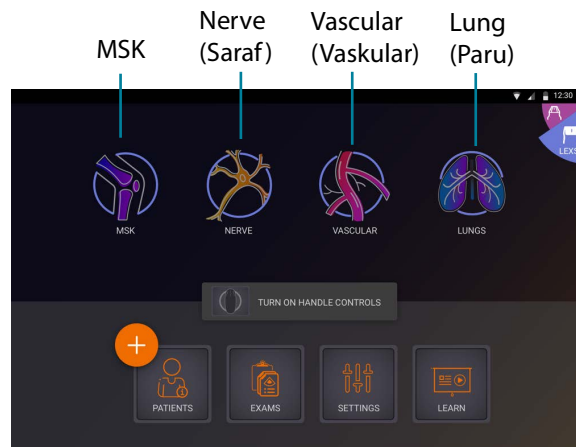 MSK
Nerve
(Saraf)
Vascular
(Vaskular)
Lung
(Paru)
12:30
LEXS
MSK
NERVE
VASCULAR
LUNGS
TURN ON HANDLE CONTROLS
PATIENTS
EXAMS
SETTINGS
LEARN